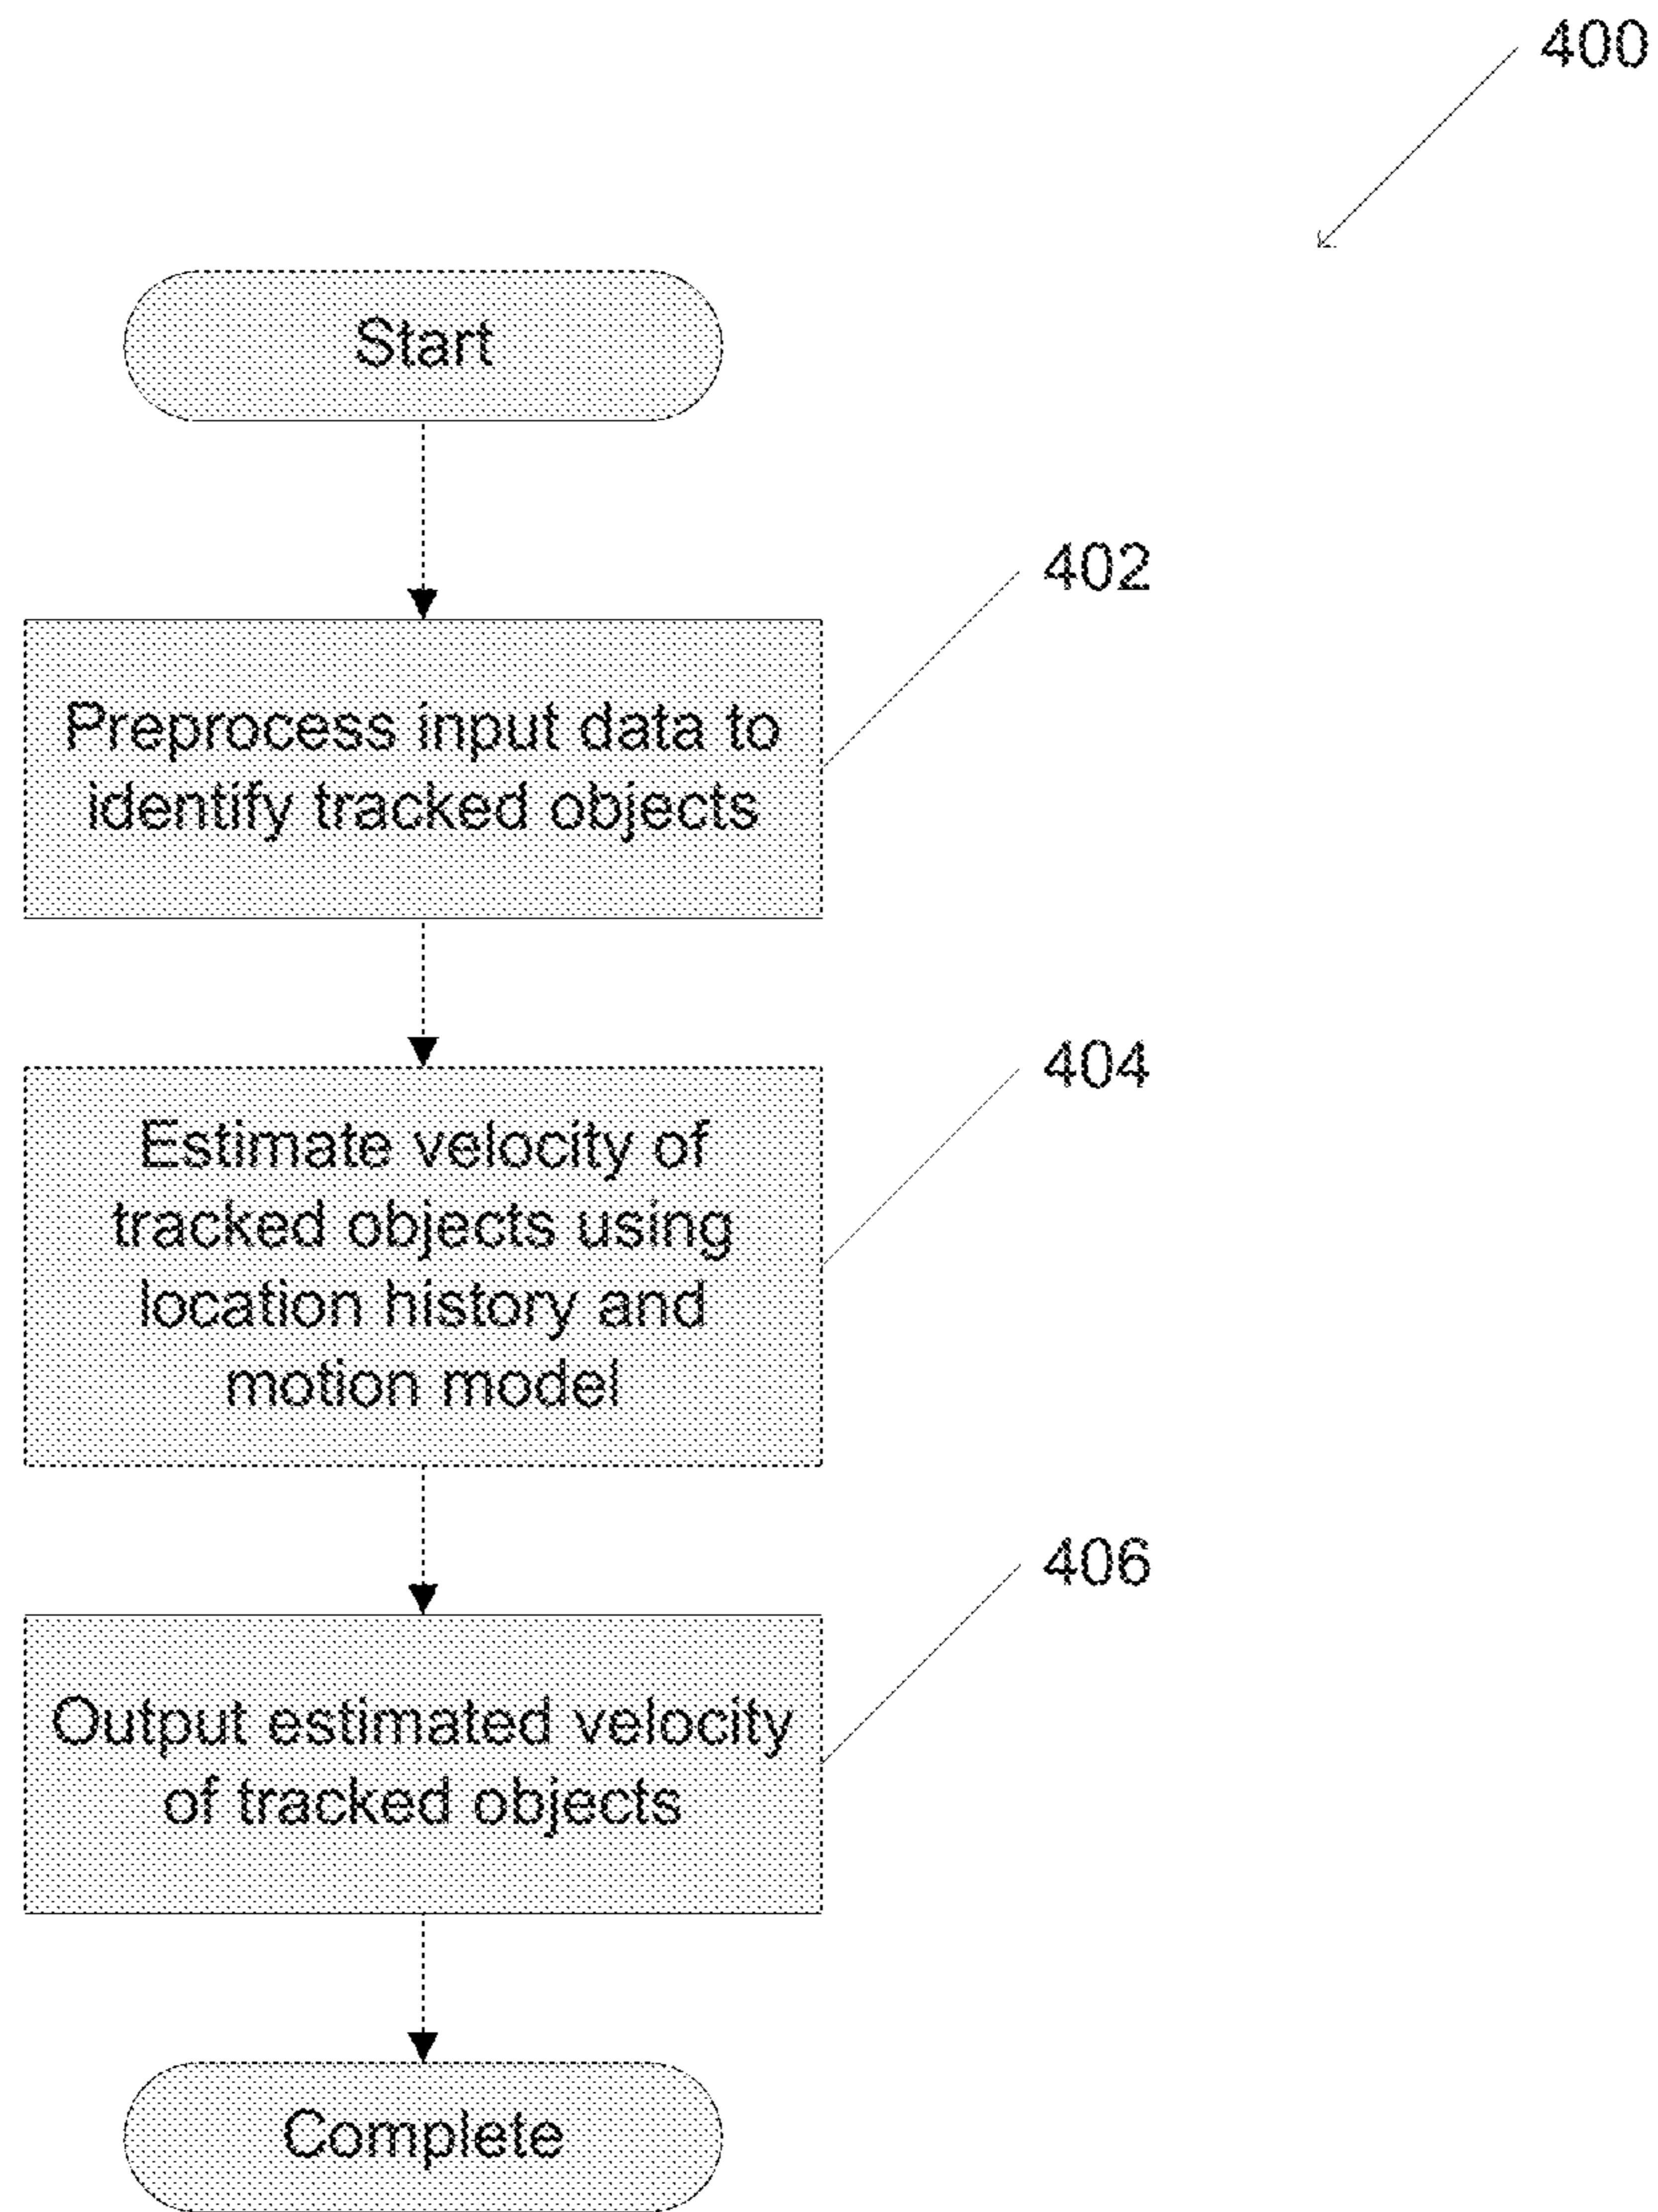 400
Start
402
Preprocess input data to
identify tracked objects
404
Estimate velocity of
tracked objects using
location history and
motion model
406
Output estimated velocity
of tracked objects
Complete